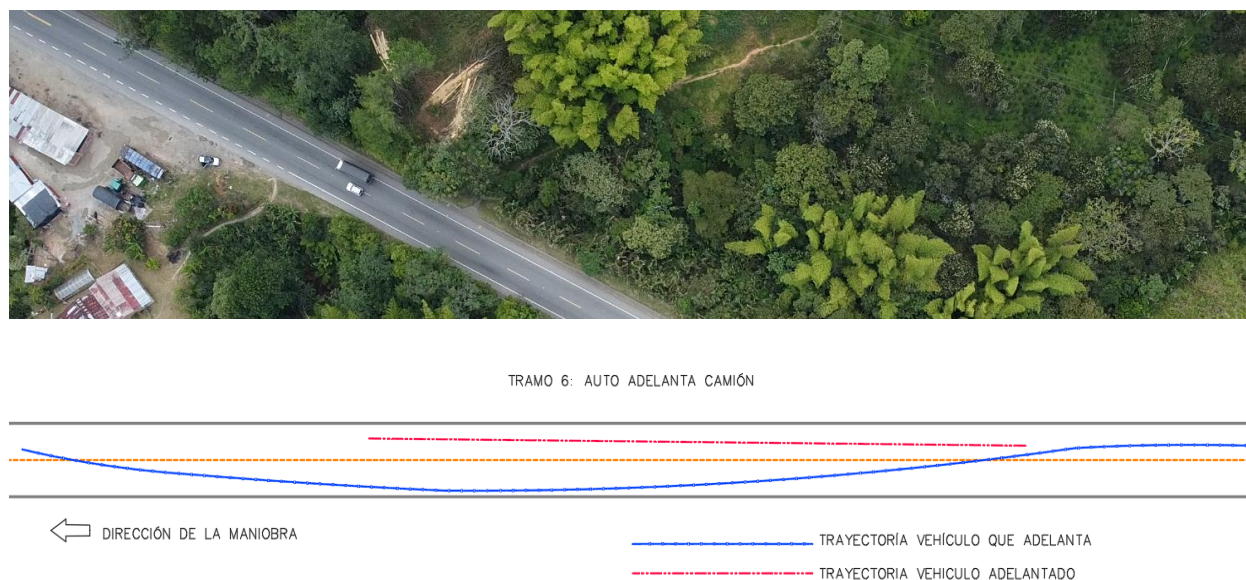 TRAMO 6: AUTO ADELANTA CAMIÓN
DIRECCIÓN DE LA MANIOBRA
TRAYECTORÍA VEHÍCULO QUE ADELANTA
TRAYECTORIA VEHICULO ADELANTADO